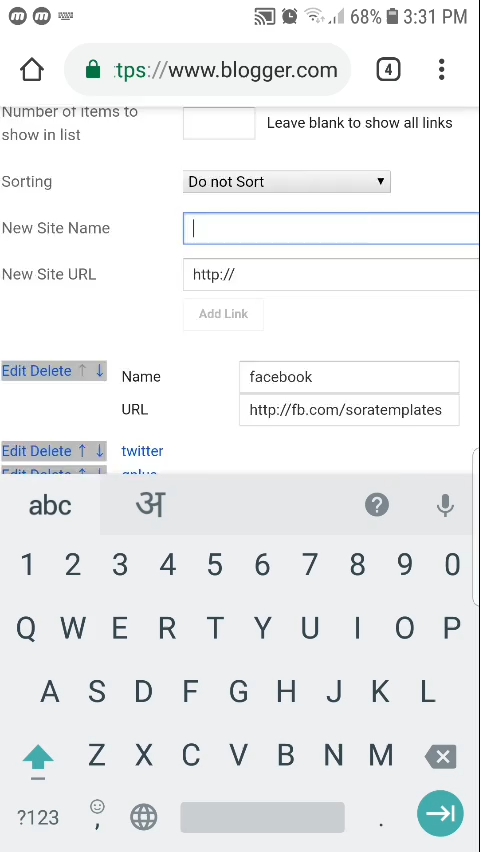 68% 3:31 PM
tps://www.blogger.com 4
Number of items to show in list Leave blank to show all links
Sorting Do not Sort
New Site Name
New Site URL http://
Add Link
Edit Delete ↑ ↓ Name facebook
URL http://fb.com/soratemplates
Edit Delete ↑ ↓ twitter
Edit Delete ↑ ↓ gplus
abc अ ?
1 2 3 4 5 6 7 8 9 0
Q W E R T Y U I O P
A S D F G H J K L
Z X C V B N M
?123 , .